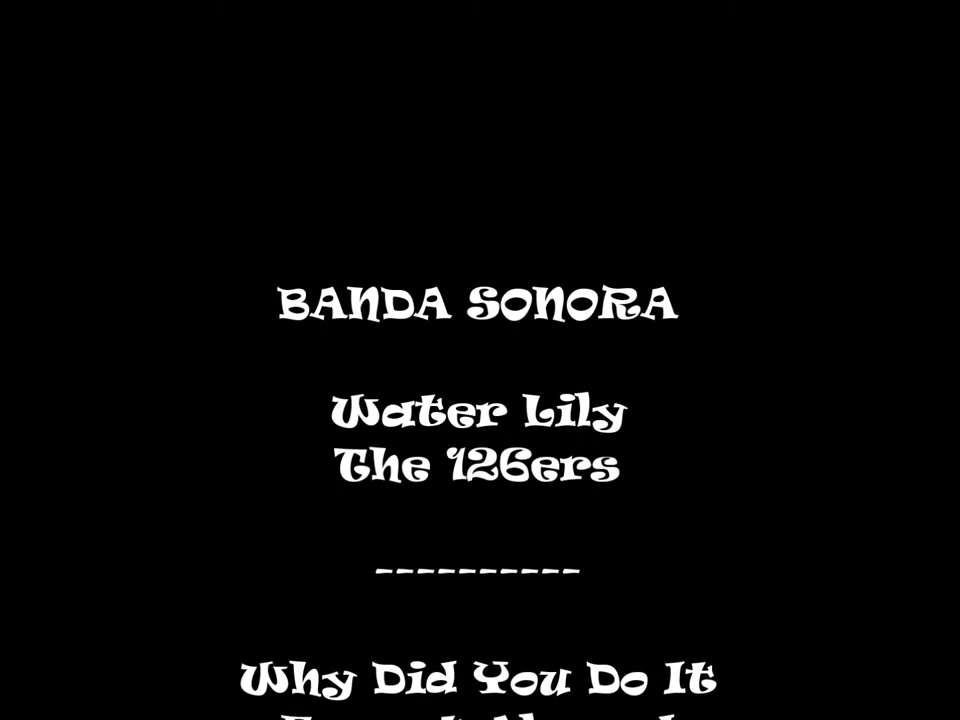 BANDA SONORA
Water Lily
The 126ers
----------
Why Did You Do It